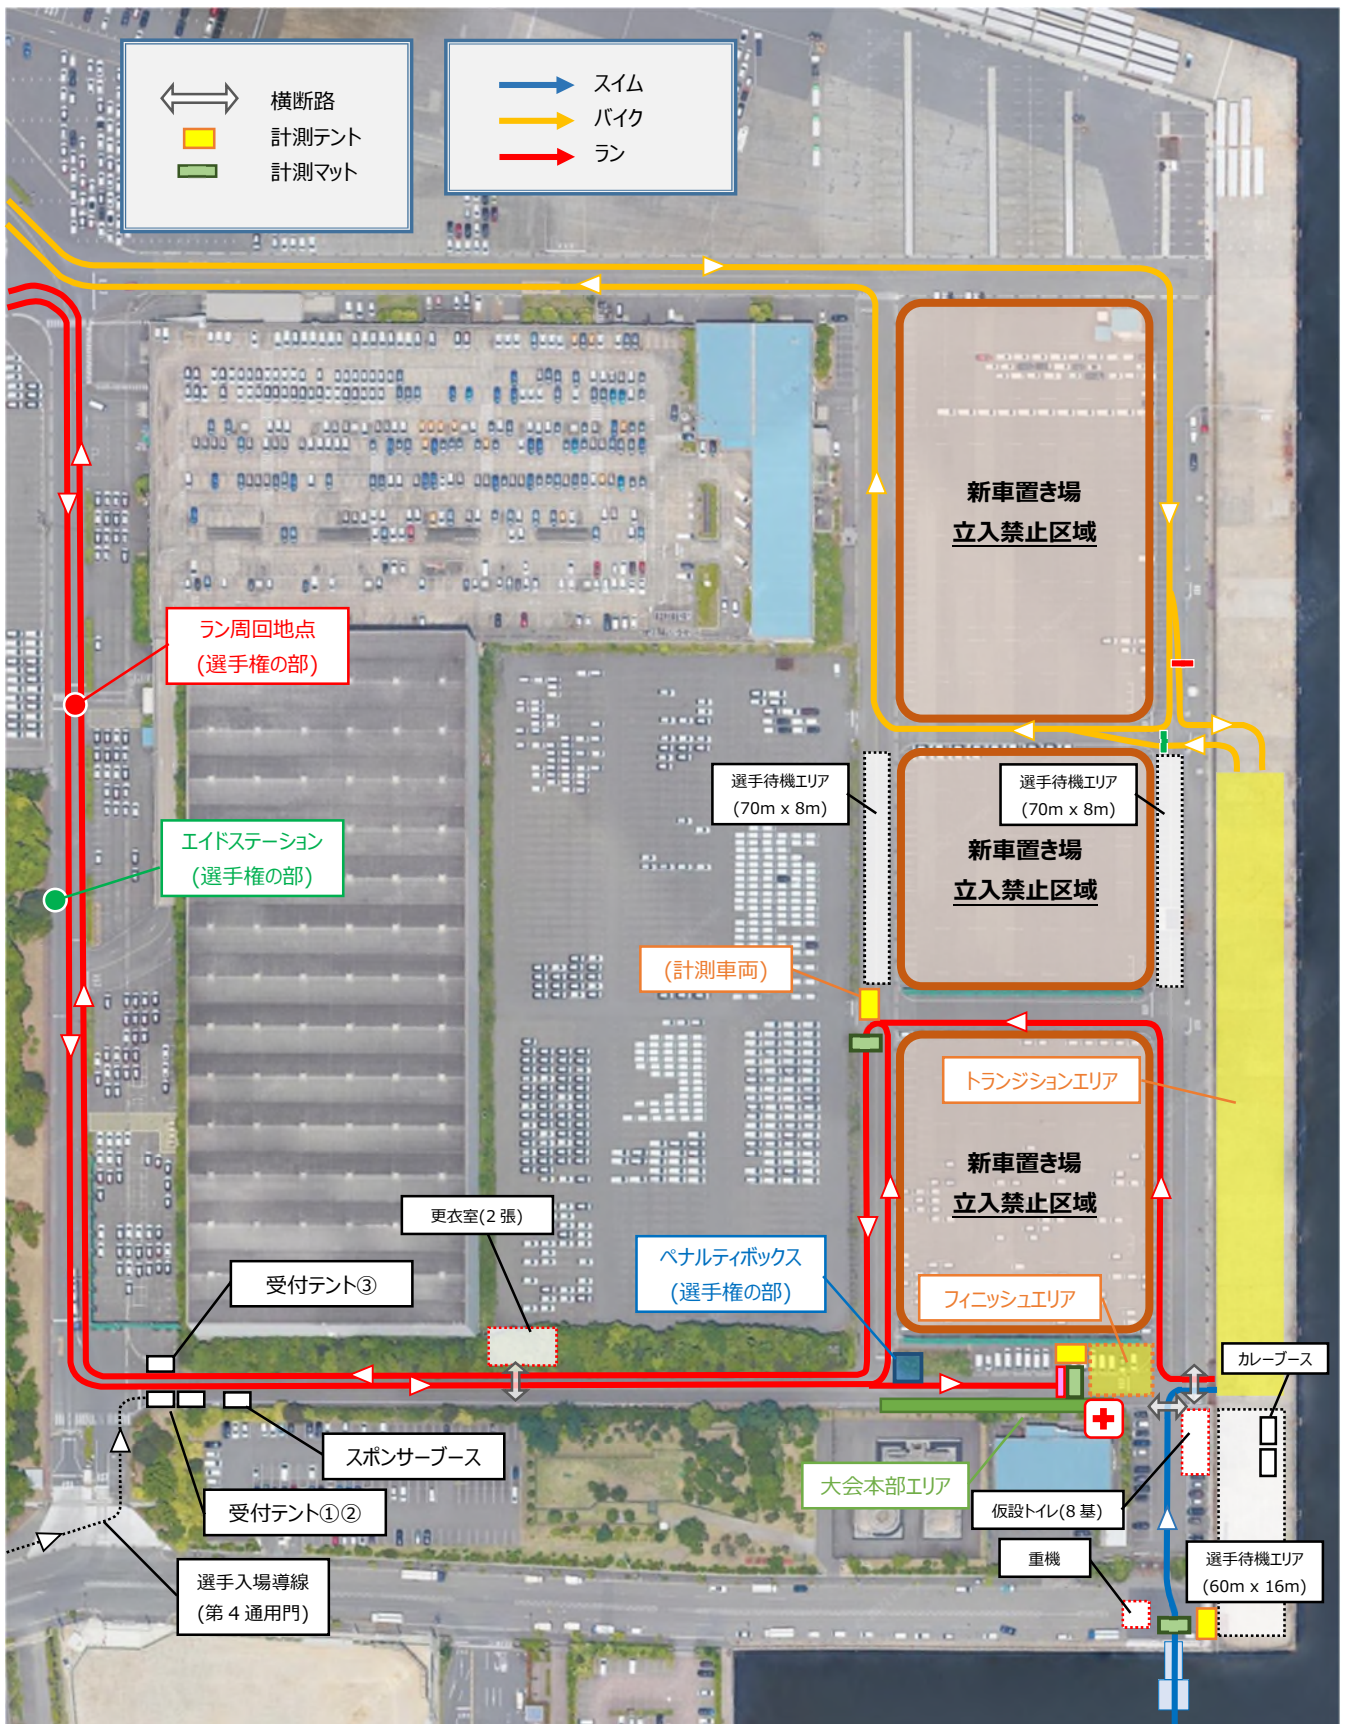 横断路
計測テント
計測マット
スイム
バイク
ラン
新車置き場
立入禁止区域
ラン周回地点
(選手権の部)
選手待機エリア
(70m x 8m)
選手待機エリア
(70m x 8m)
エイドステーション
(選手権の部)
新車置き場
立入禁止区域
(計測車両)
トランジションエリア
新車置き場
立入禁止区域
更衣室(2 張)
ペナルティボックス
(選手権の部)
受付テント③
フィニッシュエリア
カレーブース
スポンサーブース
大会本部エリア
受付テント①②
仮設トイレ(8 基)
重機
選手待機エリア
(60m x 16m)
選手入場導線
(第 4 通用門)